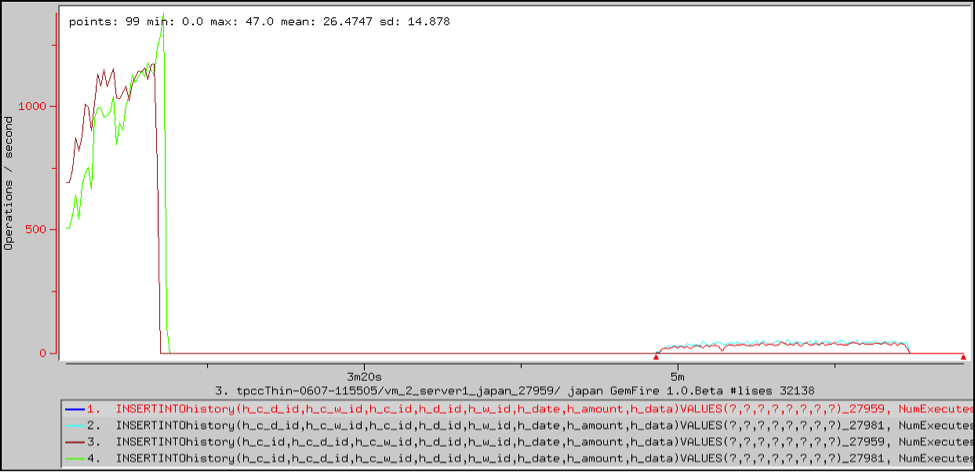 points: 99 min: 0.0 max: 47.0 mean: 26.4747 sd: 14.878
Operations / second
1000
500
0
3m20s
5m
3. tpccThin-0607-115505/vm_2_server1_japan_27959/ japan GemFire 1.0.Beta #lises 32138
1. INSERTINTOhistory(h_c_d_id,h_c_w_id,h_c_id,h_d_id,h_w_id,h_date,h_amount,h_data)VALUES(?,?,?,?,?,?,?,?)_27959, NumExecutes
2. INSERTINTOhistory(h_c_d_id,h_c_w_id,h_c_id,h_d_id,h_w_id,h_date,h_amount,h_data)VALUES(?,?,?,?,?,?,?,?)_27981, NumExecutes
3. INSERTINTOhistory(h_c_d_id,h_c_w_id,h_c_id,h_d_id,h_w_id,h_date,h_amount,h_data)VALUES(?,?,?,?,?,?,?,?)_27959, NumExecutes
4. INSERTINTOhistory(h_c_d_id,h_c_w_id,h_c_id,h_d_id,h_w_id,h_date,h_amount,h_data)VALUES(?,?,?,?,?,?,?,?)_27981, NumExecutes